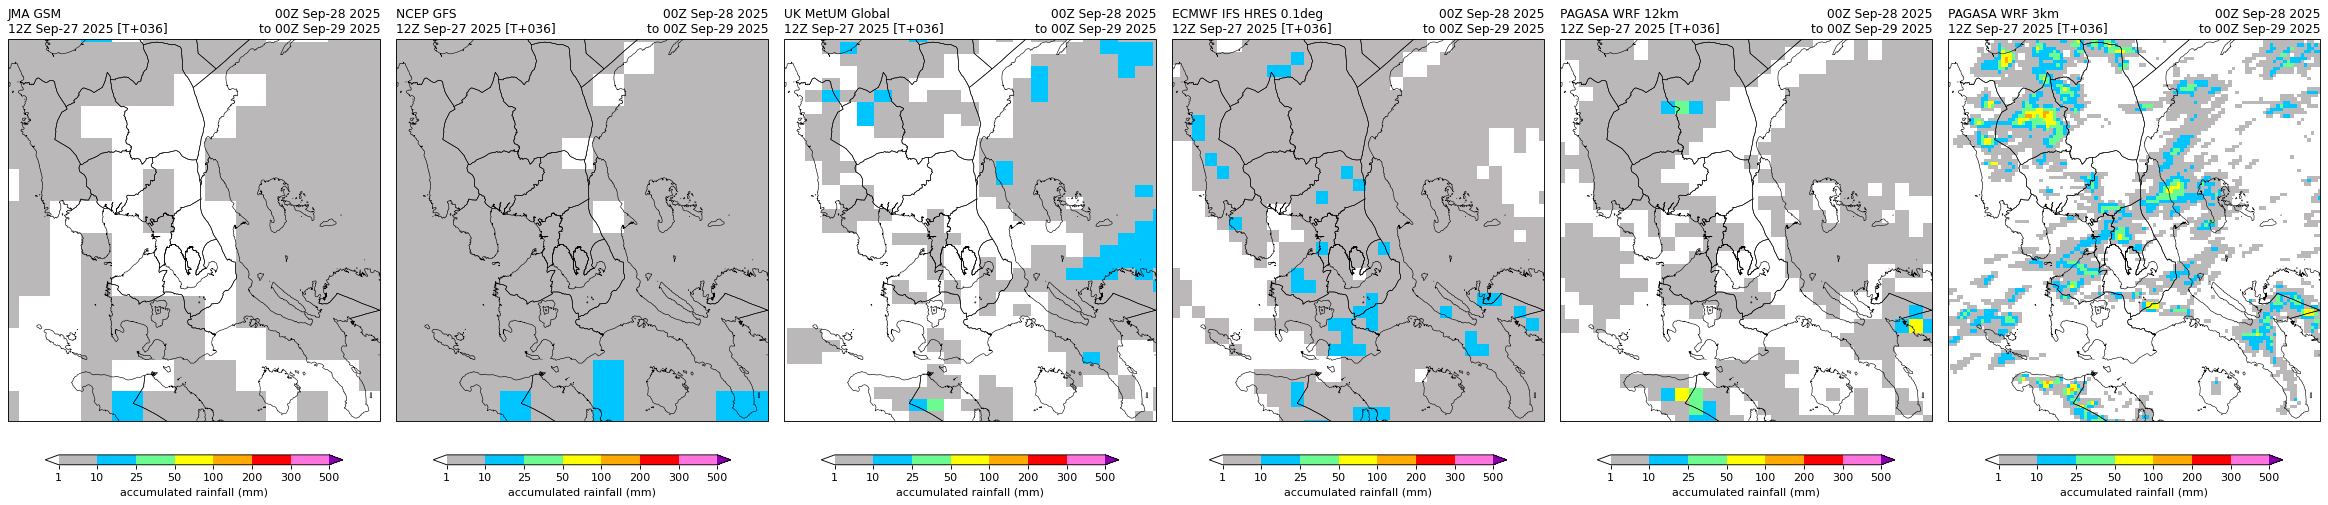 JMA GSM 00Z Sep-28 2025
12Z Sep-27 2025 [T+036] to 00Z Sep-29 2025
1 10 25 50 100 200 300 500
accumulated rainfall (mm)
NCEP GFS 00Z Sep-28 2025
12Z Sep-27 2025 [T+036] to 00Z Sep-29 2025
1 10 25 50 100 200 300 500
accumulated rainfall (mm)
UK MetUM Global 00Z Sep-28 2025
12Z Sep-27 2025 [T+036] to 00Z Sep-29 2025
1 10 25 50 100 200 300 500
accumulated rainfall (mm)
ECMWF IFS HRES 0.1deg 00Z Sep-28 2025
12Z Sep-27 2025 [T+036] to 00Z Sep-29 2025
1 10 25 50 100 200 300 500
accumulated rainfall (mm)
PAGASA WRF 12km 00Z Sep-28 2025
12Z Sep-27 2025 [T+036] to 00Z Sep-29 2025
1 10 25 50 100 200 300 500
accumulated rainfall (mm)
PAGASA WRF 3km 00Z Sep-28 2025
12Z Sep-27 2025 [T+036] to 00Z Sep-29 2025
1 10 25 50 100 200 300 500
accumulated rainfall (mm)